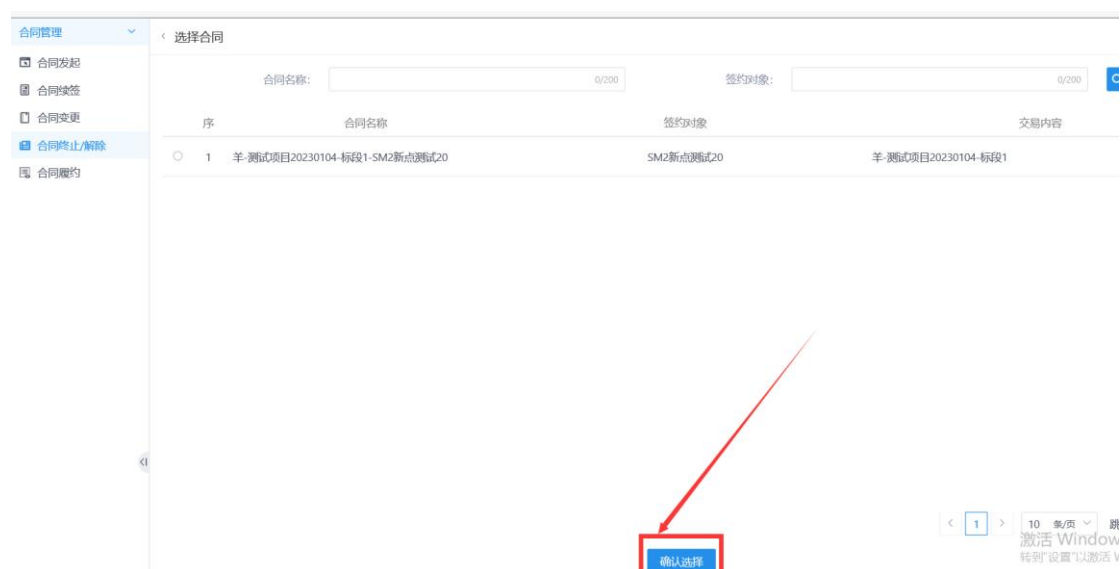 合同管理
‹ 选择合同
合同发起
合同名称: 0/200 签约对象: 0/200
合同续签
合同变更
序 合同名称 签约对象 交易内容
合同终止/解除
1 羊-测试项目20230104-标段1-SM2新点测试20 SM2新点测试20 羊-测试项目20230104-标段1
合同履约
1 10 条/页 跳
激活 Window
确认选择
转到"设置"以激活 W